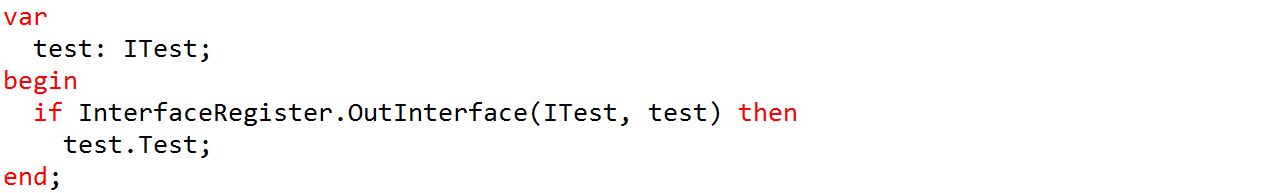 var
  test: ITest;
begin
  if InterfaceRegister.OutInterface(ITest, test) then
    test.Test;
end;